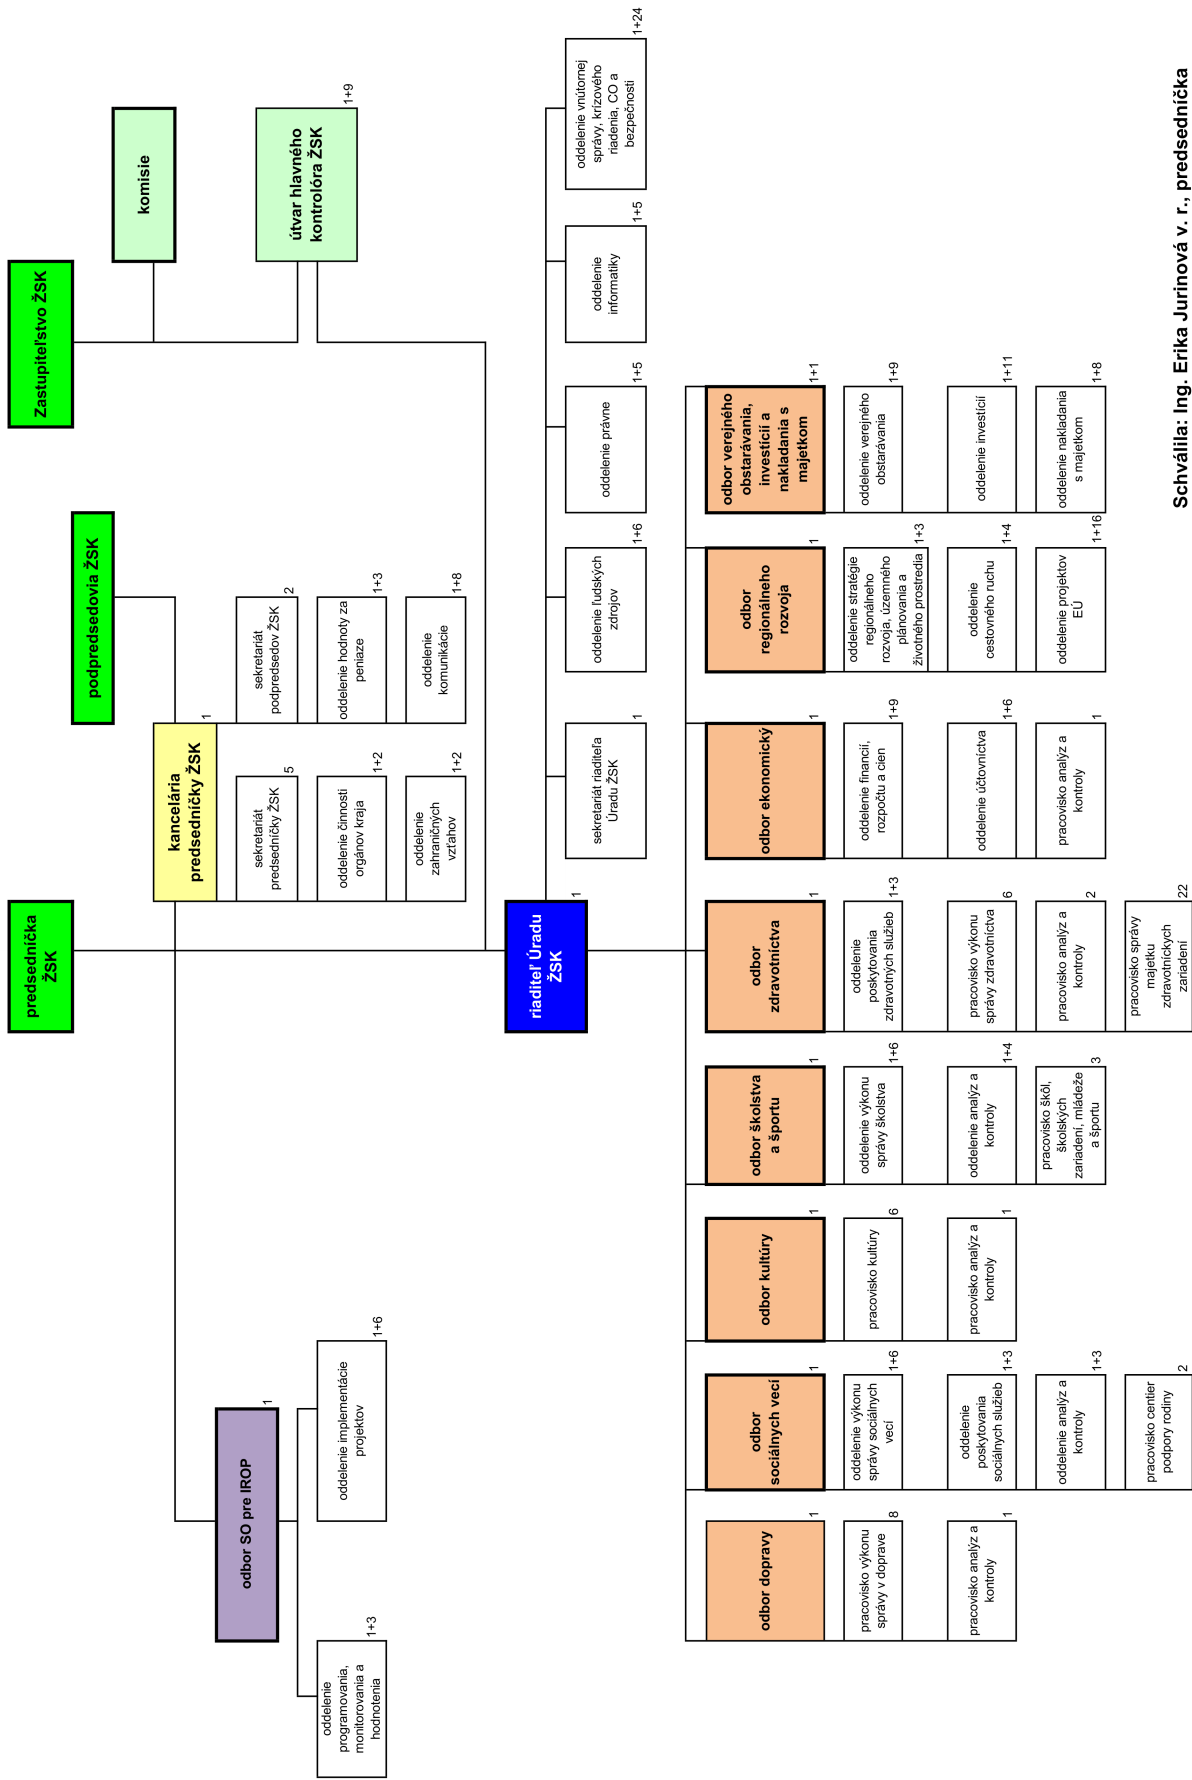 predsedníčka
ŽSK
podpredsedovia ŽSK
Zastupiteľstvo ŽSK
komisie
útvar hlavného
kontrolóra ŽSK
1+9
kancelária
predsedníčky ŽSK
1
sekretariát
predsedníčky ŽSK
5
sekretariát
podpredsedov ŽSK
2
oddelenie činnosti
orgánov kraja
1+2
oddelenie hodnoty za
peniaze
1+3
oddelenie
zahraničných
vzťahov
1+2
oddelenie
komunikácie
1+8
odbor SO pre IROP
1
oddelenie
programovania,
monitorovania a
hodnotenia
1+3
oddelenie implementácie
projektov
1+6
riaditeľ Úradu
ŽSK
1
sekretariát riaditeľa
Úradu ŽSK
1
oddelenie ľudských
zdrojov
1+6
oddelenie právne
1+5
oddelenie
informatiky
1+5
oddelenie vnútornej
správy, krízového
riadenia, CO a
bezpečnosti
1+24
odbor dopravy
1
pracovisko výkonu
správy v doprave
8
pracovisko analýz a
kontroly
1
odbor
sociálnych vecí
1
oddelenie výkonu
správy sociálnych
vecí
1+6
oddelenie
poskytovania
sociálnych služieb
1+3
oddelenie analýz a
kontroly
1+3
pracovisko centier
podpory rodiny
2
odbor kultúry
1
pracovisko kultúry
6
pracovisko analýz a
kontroly
1
odbor školstva
a športu
1
oddelenie výkonu
správy školstva
1+6
oddelenie analýz a
kontroly
1+4
pracovisko škôl,
školských
zariadení, mládeže
a športu
3
odbor
zdravotníctva
1
oddelenie
poskytovania
zdravotných služieb
1+3
pracovisko výkonu
správy zdravotníctva
6
pracovisko analýz a
kontroly
2
pracovisko správy
majetku
zdravotníckych
zariadení
22
odbor ekonomický
1
oddelenie financií,
rozpočtu a cien
1+9
oddelenie účtovníctva
1+6
pracovisko analýz a
kontroly
1
odbor
regionálneho
rozvoja
1
oddelenie stratégie
regionálneho
rozvoja, územného
plánovania a
životného prostredia
1+3
oddelenie
cestovného ruchu
1+4
oddelenie projektov
EÚ
1+16
odbor verejného
obstarávania,
investícií a
nakladania s
majetkom
1+1
oddelenie verejného
obstarávania
1+9
oddelenie investícií
1+11
oddelenie nakladania
s majetkom
1+8
Schválila: Ing. Erika Jurinová v. r., predsedníčka